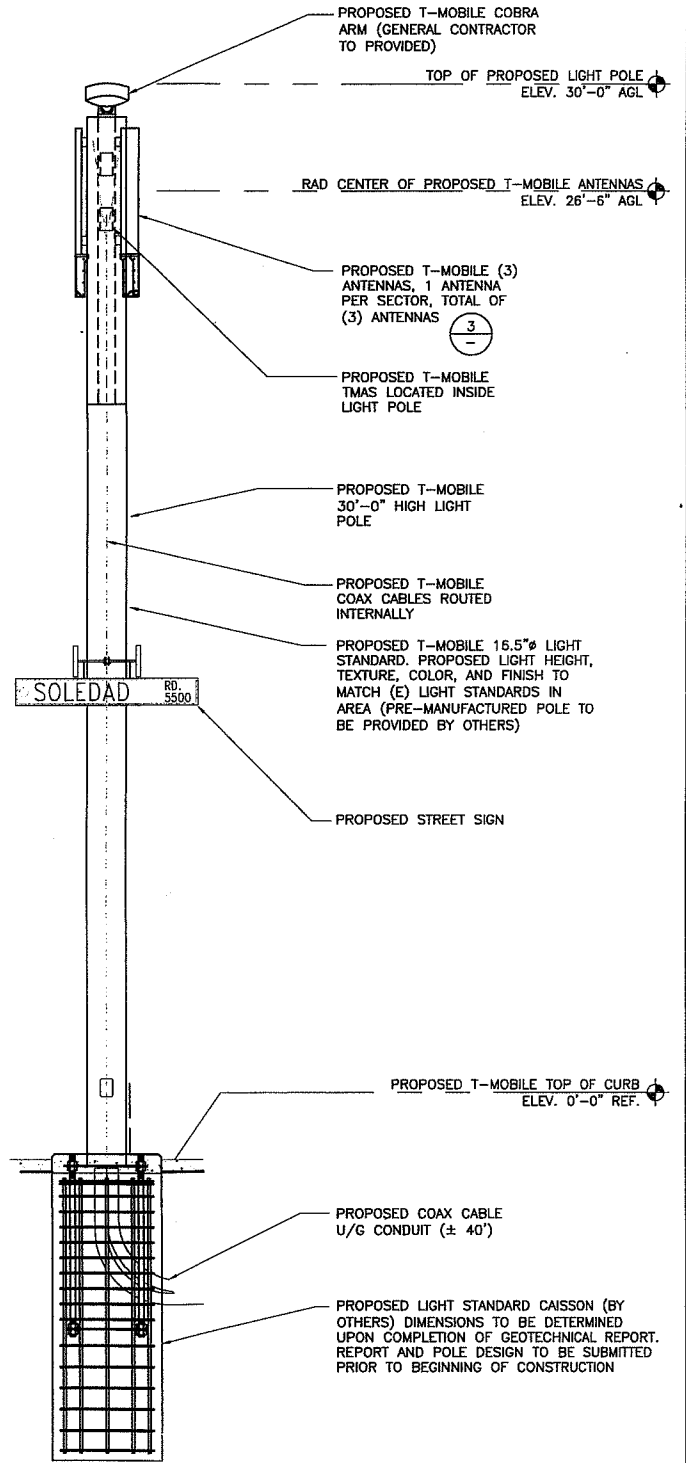 PROPOSED T-MOBILE COBRA
ARM (GENERAL CONTRACTOR
TO PROVIDED)
TOP OF PROPOSED LIGHT POLE
ELEV. 30'-0" AGL
RAD CENTER OF PROPOSED T-MOBILE ANTENNAS
ELEV. 26'-6" AGL
PROPOSED T-MOBILE (3)
ANTENNAS, 1 ANTENNA
PER SECTOR, TOTAL OF
(3) ANTENNAS
3
-
PROPOSED T-MOBILE
TMAS LOCATED INSIDE
LIGHT POLE
PROPOSED T-MOBILE
30'-0" HIGH LIGHT
POLE
PROPOSED T-MOBILE
COAX CABLES ROUTED
INTERNALLY
PROPOSED T-MOBILE 16.5"ø LIGHT
STANDARD. PROPOSED LIGHT HEIGHT,
TEXTURE, COLOR, AND FINISH TO
MATCH (E) LIGHT STANDARDS IN
AREA (PRE-MANUFACTURED POLE TO
BE PROVIDED BY OTHERS)
SOLEDAD RD.
5500
PROPOSED STREET SIGN
PROPOSED T-MOBILE TOP OF CURB
ELEV. 0'-0" REF.
PROPOSED COAX CABLE
U/G CONDUIT (± 40')
PROPOSED LIGHT STANDARD CAISSON (BY
OTHERS) DIMENSIONS TO BE DETERMINED
UPON COMPLETION OF GEOTECHNICAL REPORT.
REPORT AND POLE DESIGN TO BE SUBMITTED
PRIOR TO BEGINNING OF CONSTRUCTION